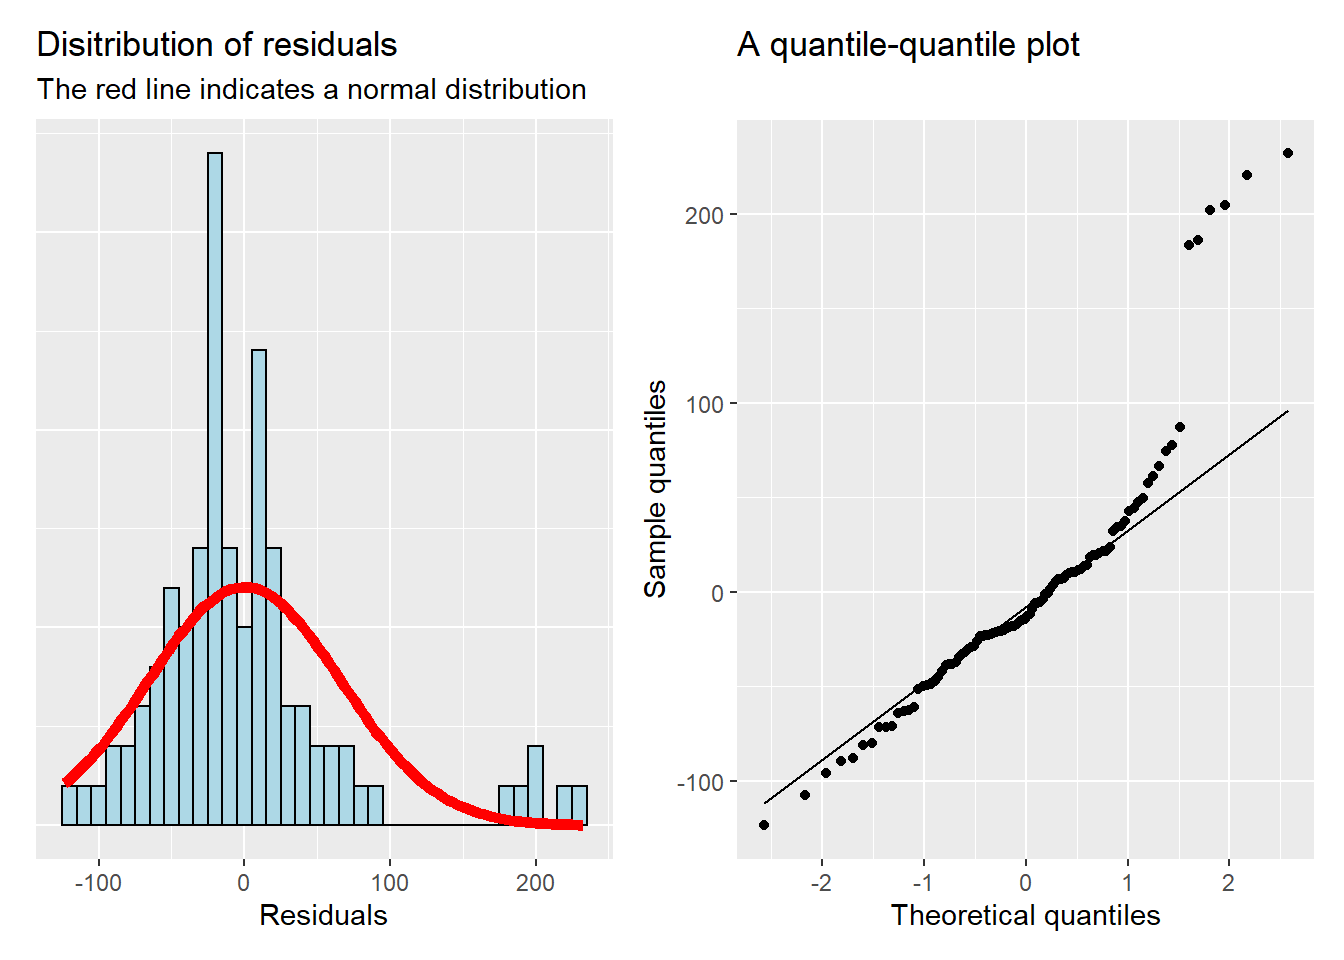 Disitribution of residuals
The red line indicates a normal distribution
-100
0
100
200
Residuals
A quantile-quantile plot
Sample quantiles
200
100
0
-100
-2
-1
0
1
2
Theoretical quantiles